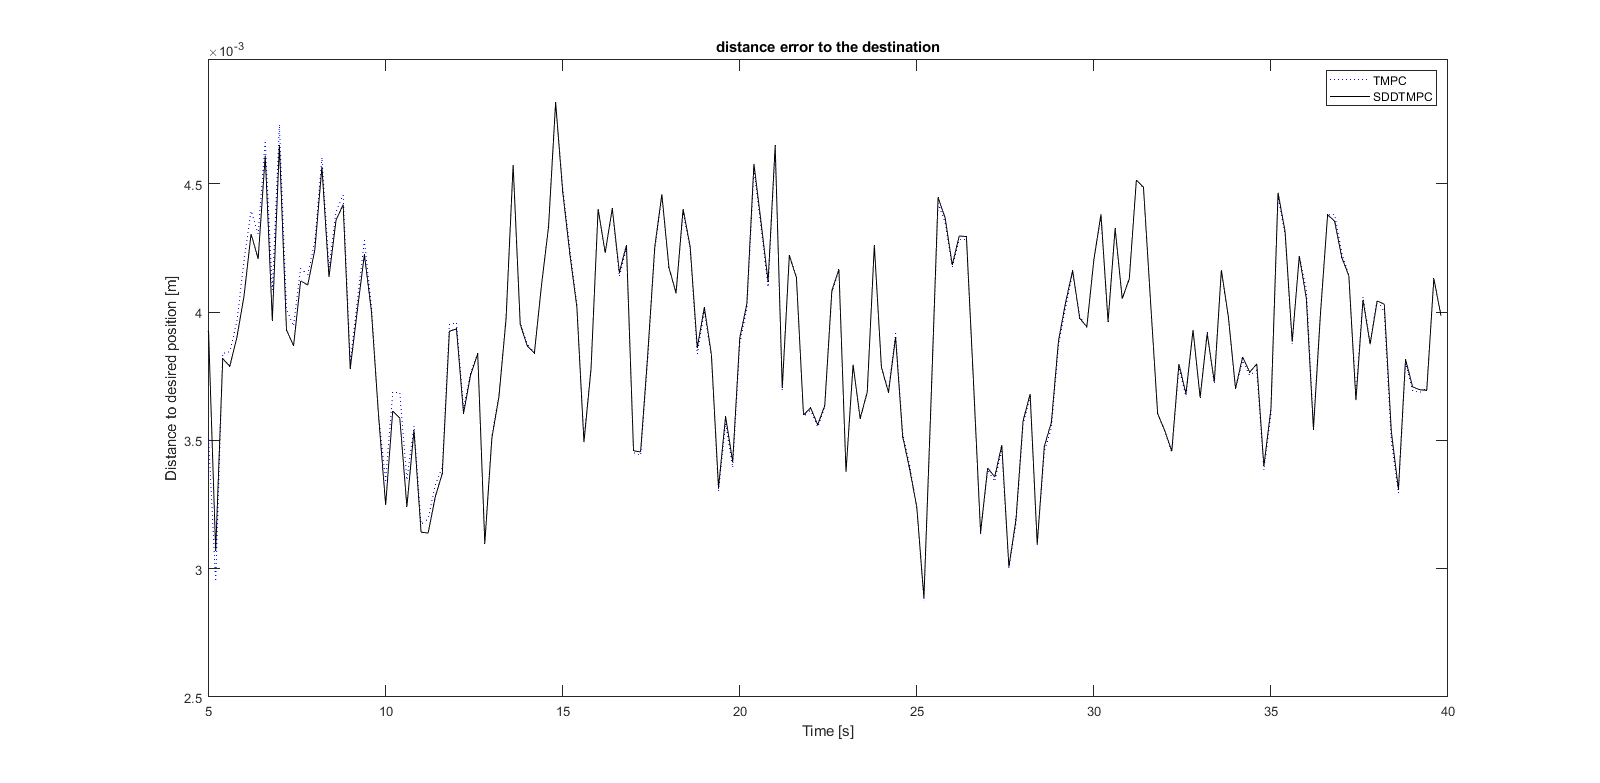 distance error to the destination
×10-3
TMPC
SDDTMPC
4.5
4
3.5
3
2.5
Distance to desired position [m]
5 10 15 20 25 30 35 40
Time [s]